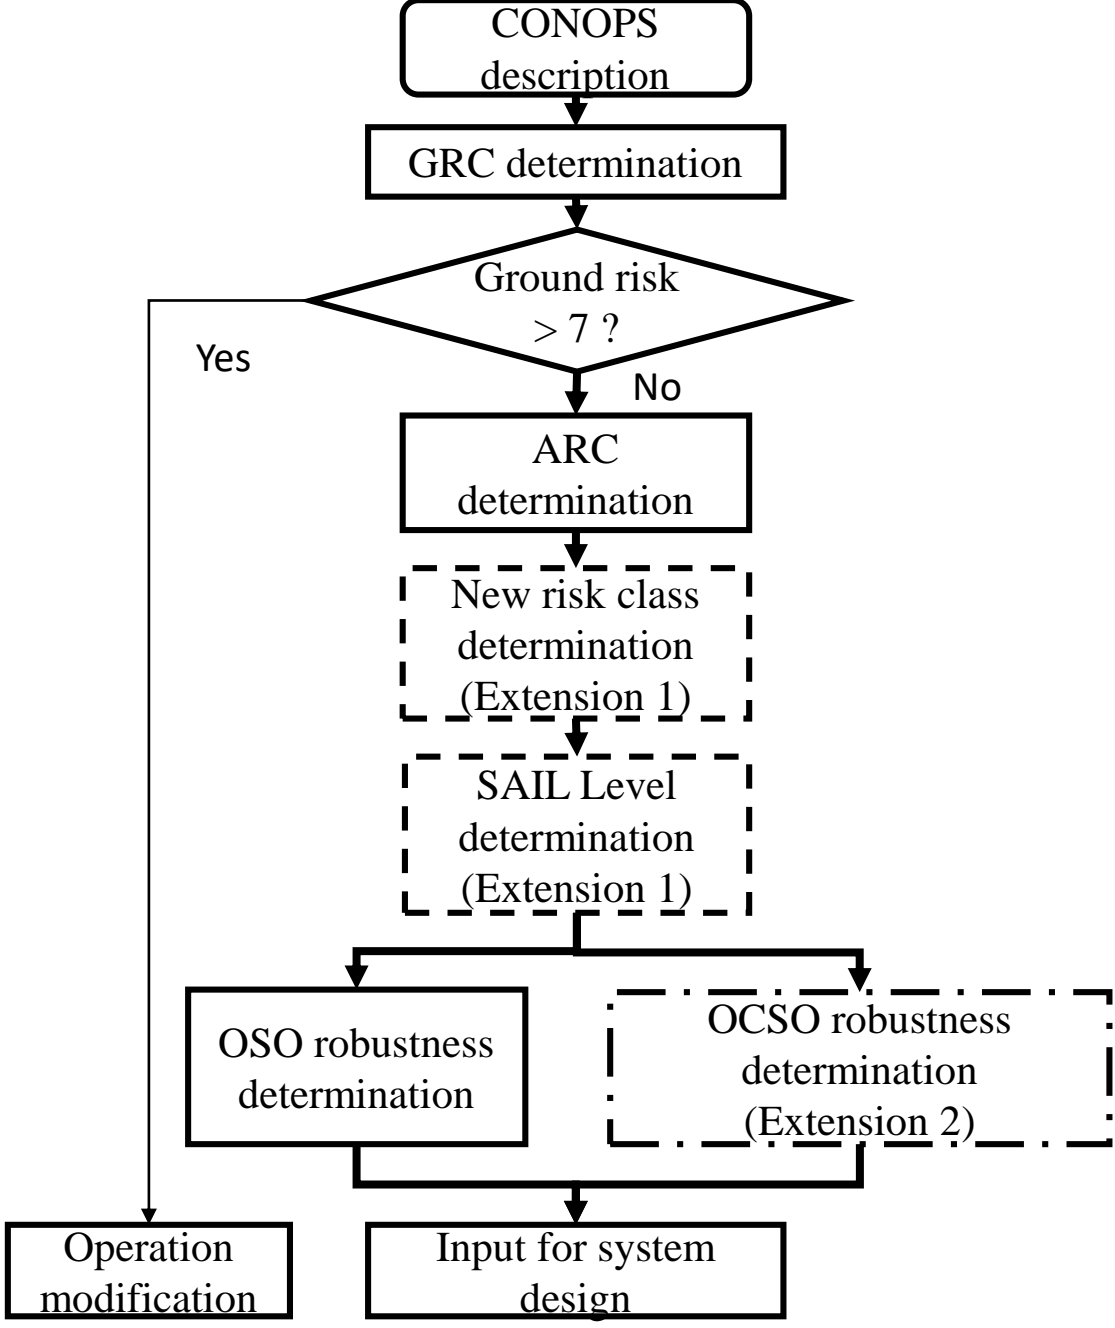 CONOPS
description
GRC determination
Ground risk
> 7 ?
Yes
No
ARC
determination
New risk class
determination
(Extension 1)
SAIL Level
determination
(Extension 1)
OSO robustness
determination
OCSO robustness
determination
(Extension 2)
Operation
modification
Input for system
design